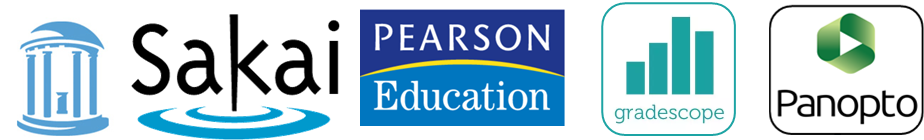 Sakai
PEARSON
Education
gradescope
Panopto